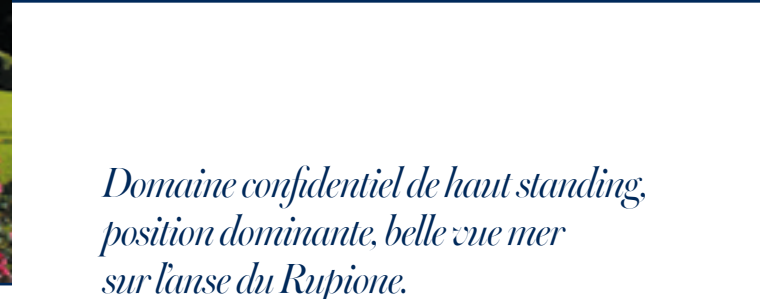 Domaine confidentiel de haut standing,
position dominante, belle vue mer
sur l'anse du Rupione.